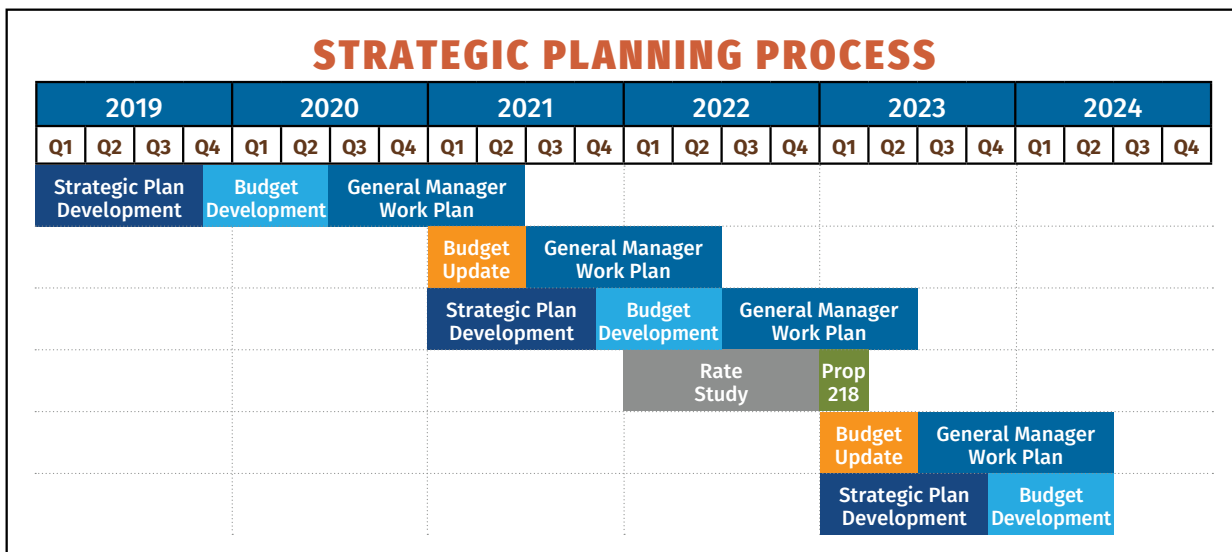 STRATEGIC PLANNING PROCESS
2019 2020 2021 2022 2023 2024
Q1 Q2 Q3 Q4 Q1 Q2 Q3 Q4 Q1 Q2 Q3 Q4 Q1 Q2 Q3 Q4 Q1 Q2 Q3 Q4 Q1 Q2 Q3 Q4
Strategic Plan
Development
Budget
Development
General Manager
Work Plan
Budget
Update
General Manager
Work Plan
Strategic Plan
Development
Budget
Development
General Manager
Work Plan
Rate
Study
Prop
218
Budget
Update
General Manager
Work Plan
Strategic Plan
Development
Budget
Development